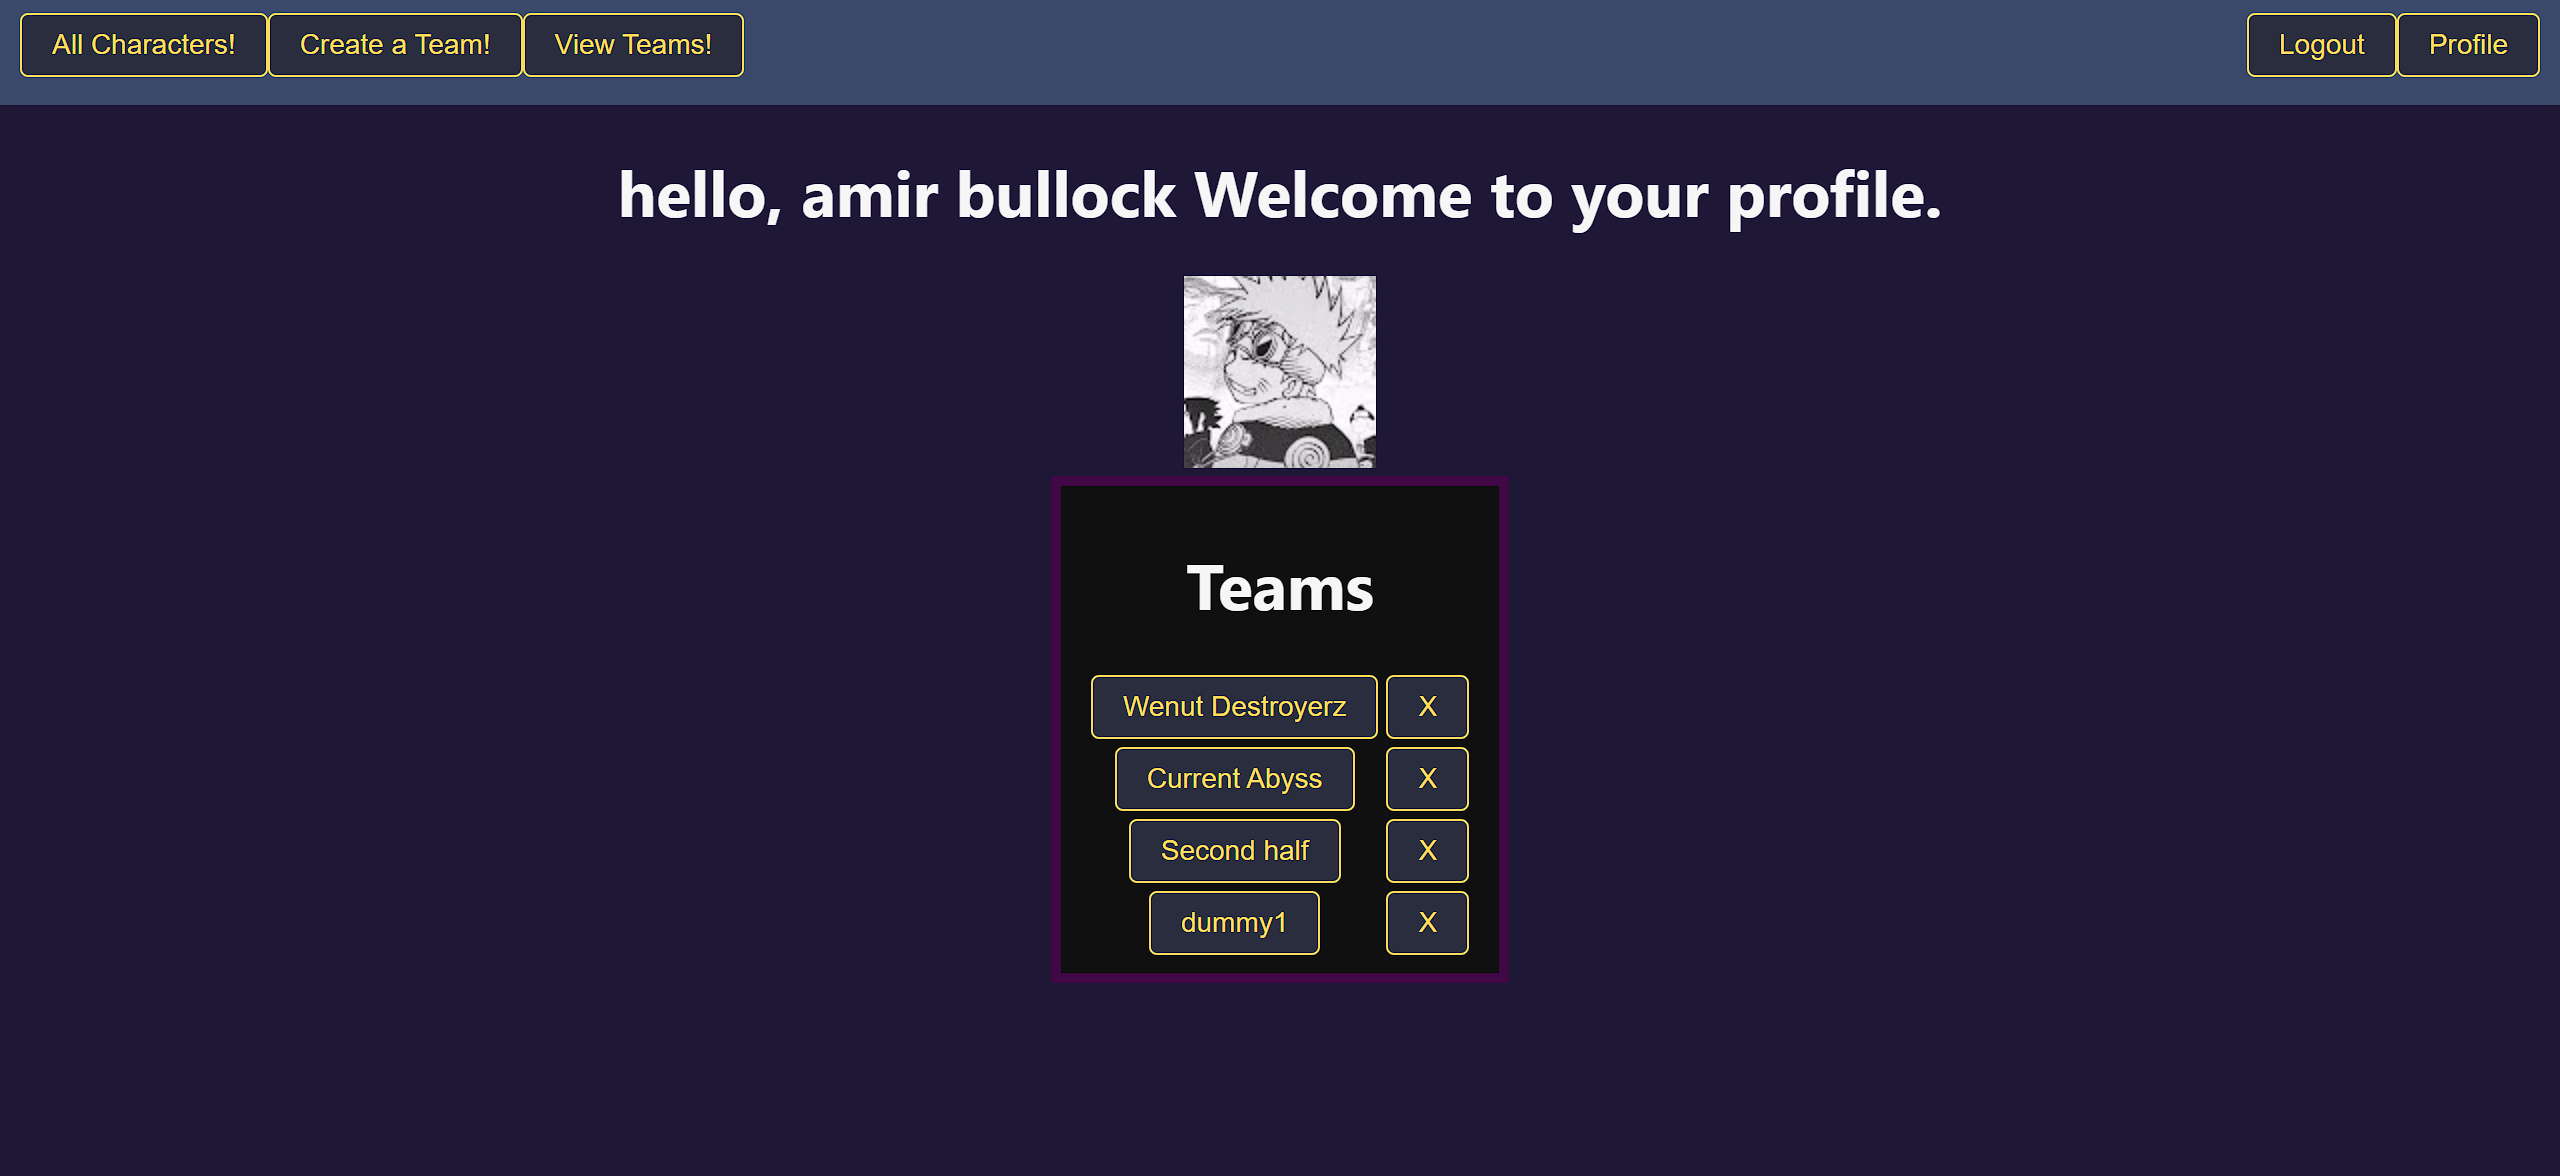 All Characters! Create a Team! View Teams! Logout Profile
hello, amir bullock Welcome to your profile.
Teams
Wenut Destroyerz X
Current Abyss X
Second half X
dummy1 X